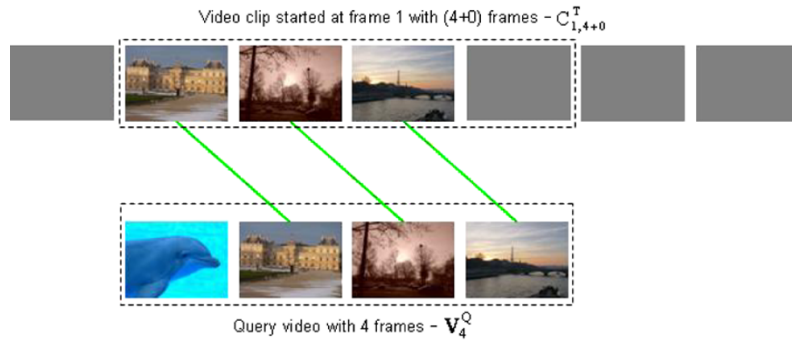 Video clip started at frame 1 with (4+0) frames - C^T_{1,4+0}
Query video with 4 frames - V^Q_4